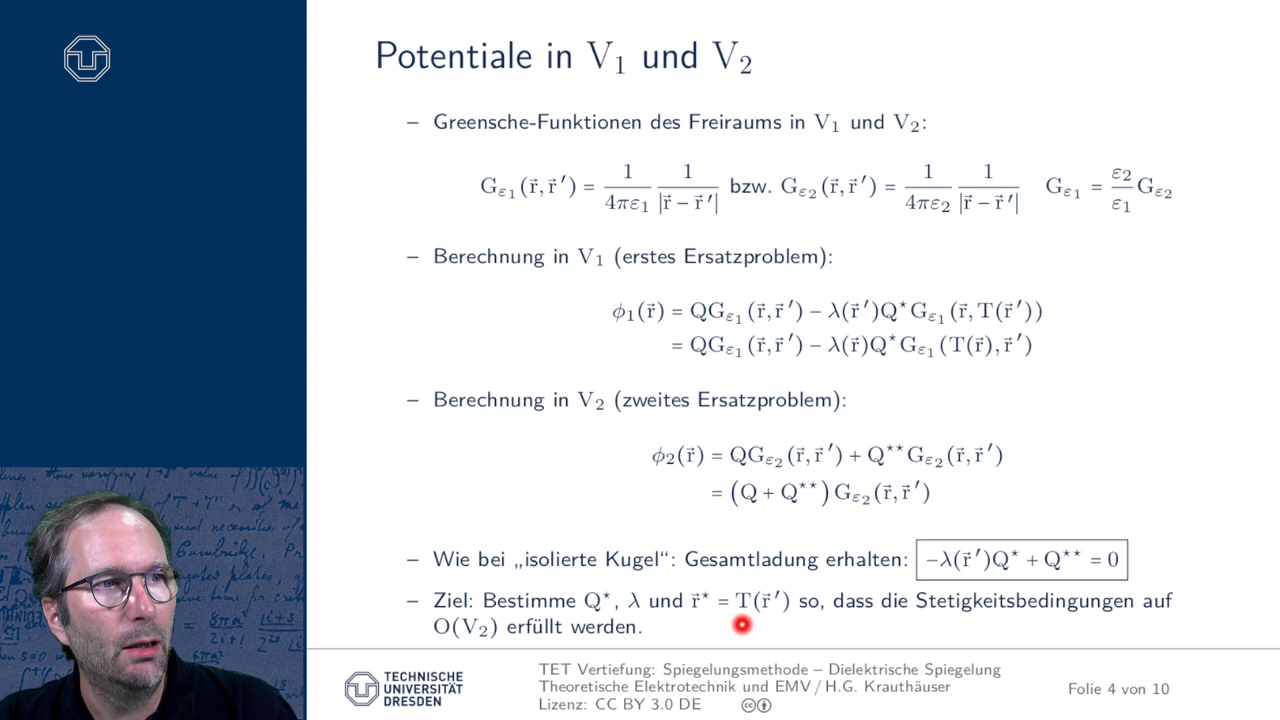 Potentiale in V₁ und V₂
– Greensche-Funktionen des Freiraums in V₁ und V₂:
G_ε₁(r⃗, r⃗ ′) = 1/(4πε₁) 1/|r⃗ − r⃗ ′| bzw. G_ε₂(r⃗, r⃗ ′) = 1/(4πε₂) 1/|r⃗ − r⃗ ′| G_ε₁ = ε₂/ε₁ G_ε₂
– Berechnung in V₁ (erstes Ersatzproblem):
ϕ₁(r⃗) = QG_ε₁(r⃗, r⃗ ′) − λ(r⃗ ′)Q⋆G_ε₁(r⃗, T(r⃗ ′))
= QG_ε₁(r⃗, r⃗ ′) − λ(r⃗)Q⋆G_ε₁(T(r⃗), r⃗ ′)
– Berechnung in V₂ (zweites Ersatzproblem):
ϕ₂(r⃗) = QG_ε₂(r⃗, r⃗ ′) + Q⋆⋆G_ε₂(r⃗, r⃗ ′)
= (Q + Q⋆⋆) G_ε₂(r⃗, r⃗ ′)
– Wie bei „isolierte Kugel“: Gesamtladung erhalten: −λ(r⃗ ′)Q⋆ + Q⋆⋆ = 0
– Ziel: Bestimme Q⋆, λ und r⃗⋆ = T(r⃗ ′) so, dass die Stetigkeitsbedingungen auf
O(V₂) erfüllt werden.
TECHNISCHE
UNIVERSITÄT
DRESDEN
TET Vertiefung: Spiegelungsmethode – Dielektrische Spiegelung
Theoretische Elektrotechnik und EMV / H.G. Krauthäuser
Lizenz: CC BY 3.0 DE
Folie 4 von 10